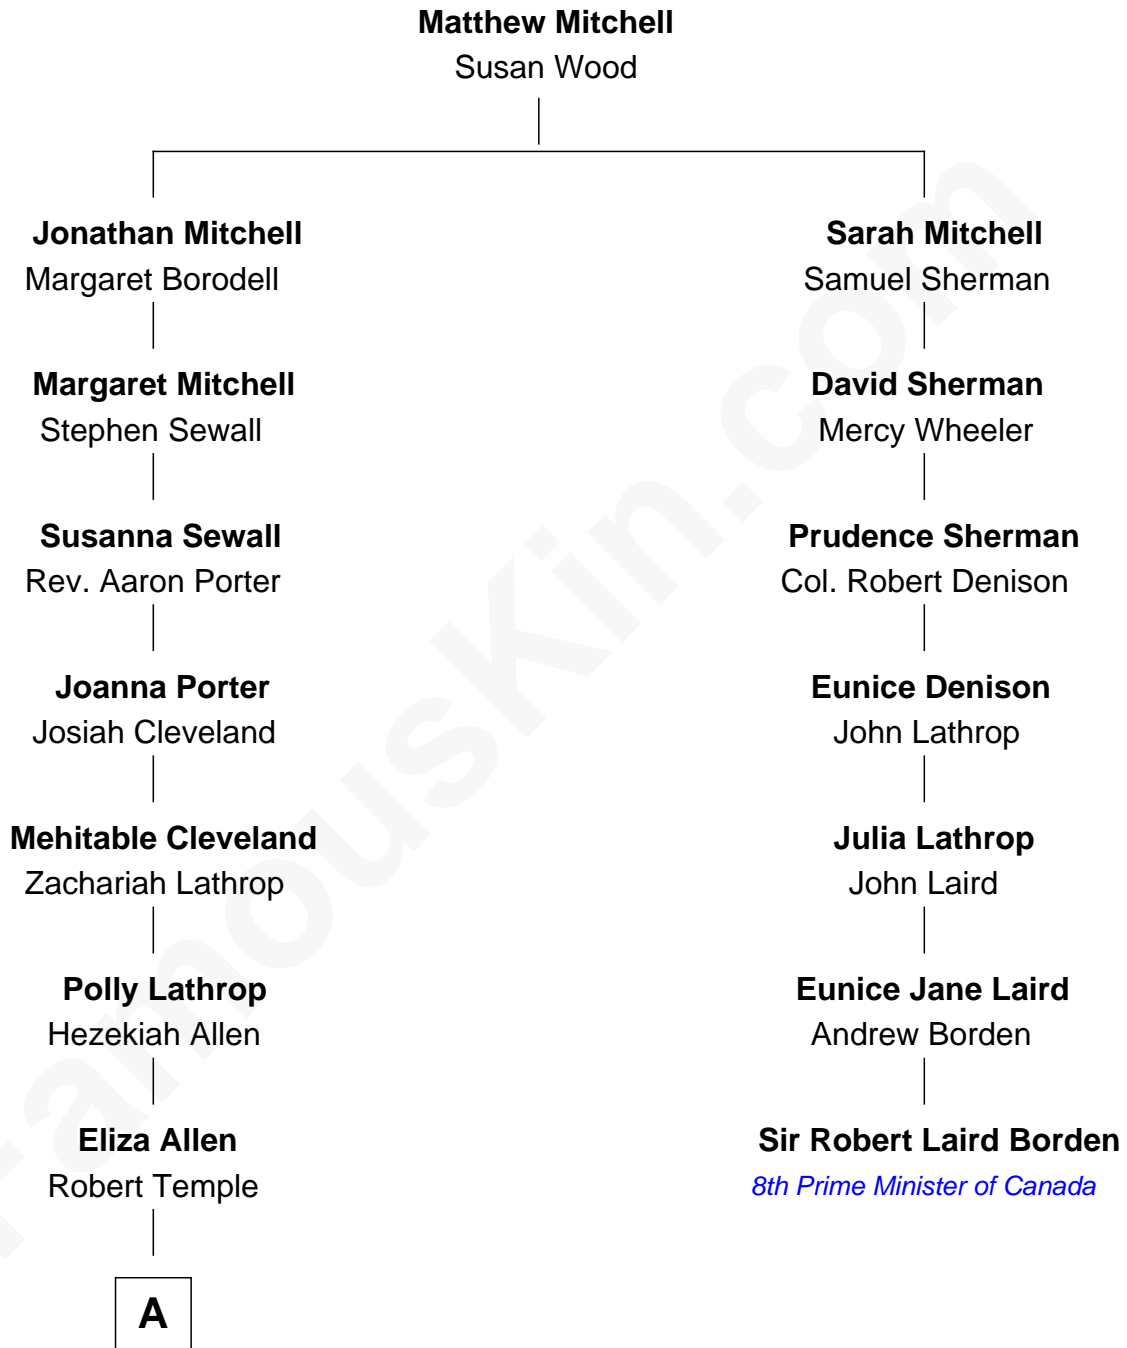 Matthew Mitchell
Susan Wood
Jonathan Mitchell
Margaret Borodell
Sarah Mitchell
Samuel Sherman
Margaret Mitchell
Stephen Sewall
David Sherman
Mercy Wheeler
Susanna Sewall
Rev. Aaron Porter
Prudence Sherman
Col. Robert Denison
Joanna Porter
Josiah Cleveland
Eunice Denison
John Lathrop
Mehitable Cleveland
Zachariah Lathrop
Julia Lathrop
John Laird
Polly Lathrop
Hezekiah Allen
Eunice Jane Laird
Andrew Borden
Eliza Allen
Robert Temple
Sir Robert Laird Borden
8th Prime Minister of Canada
A
FamousKin.com